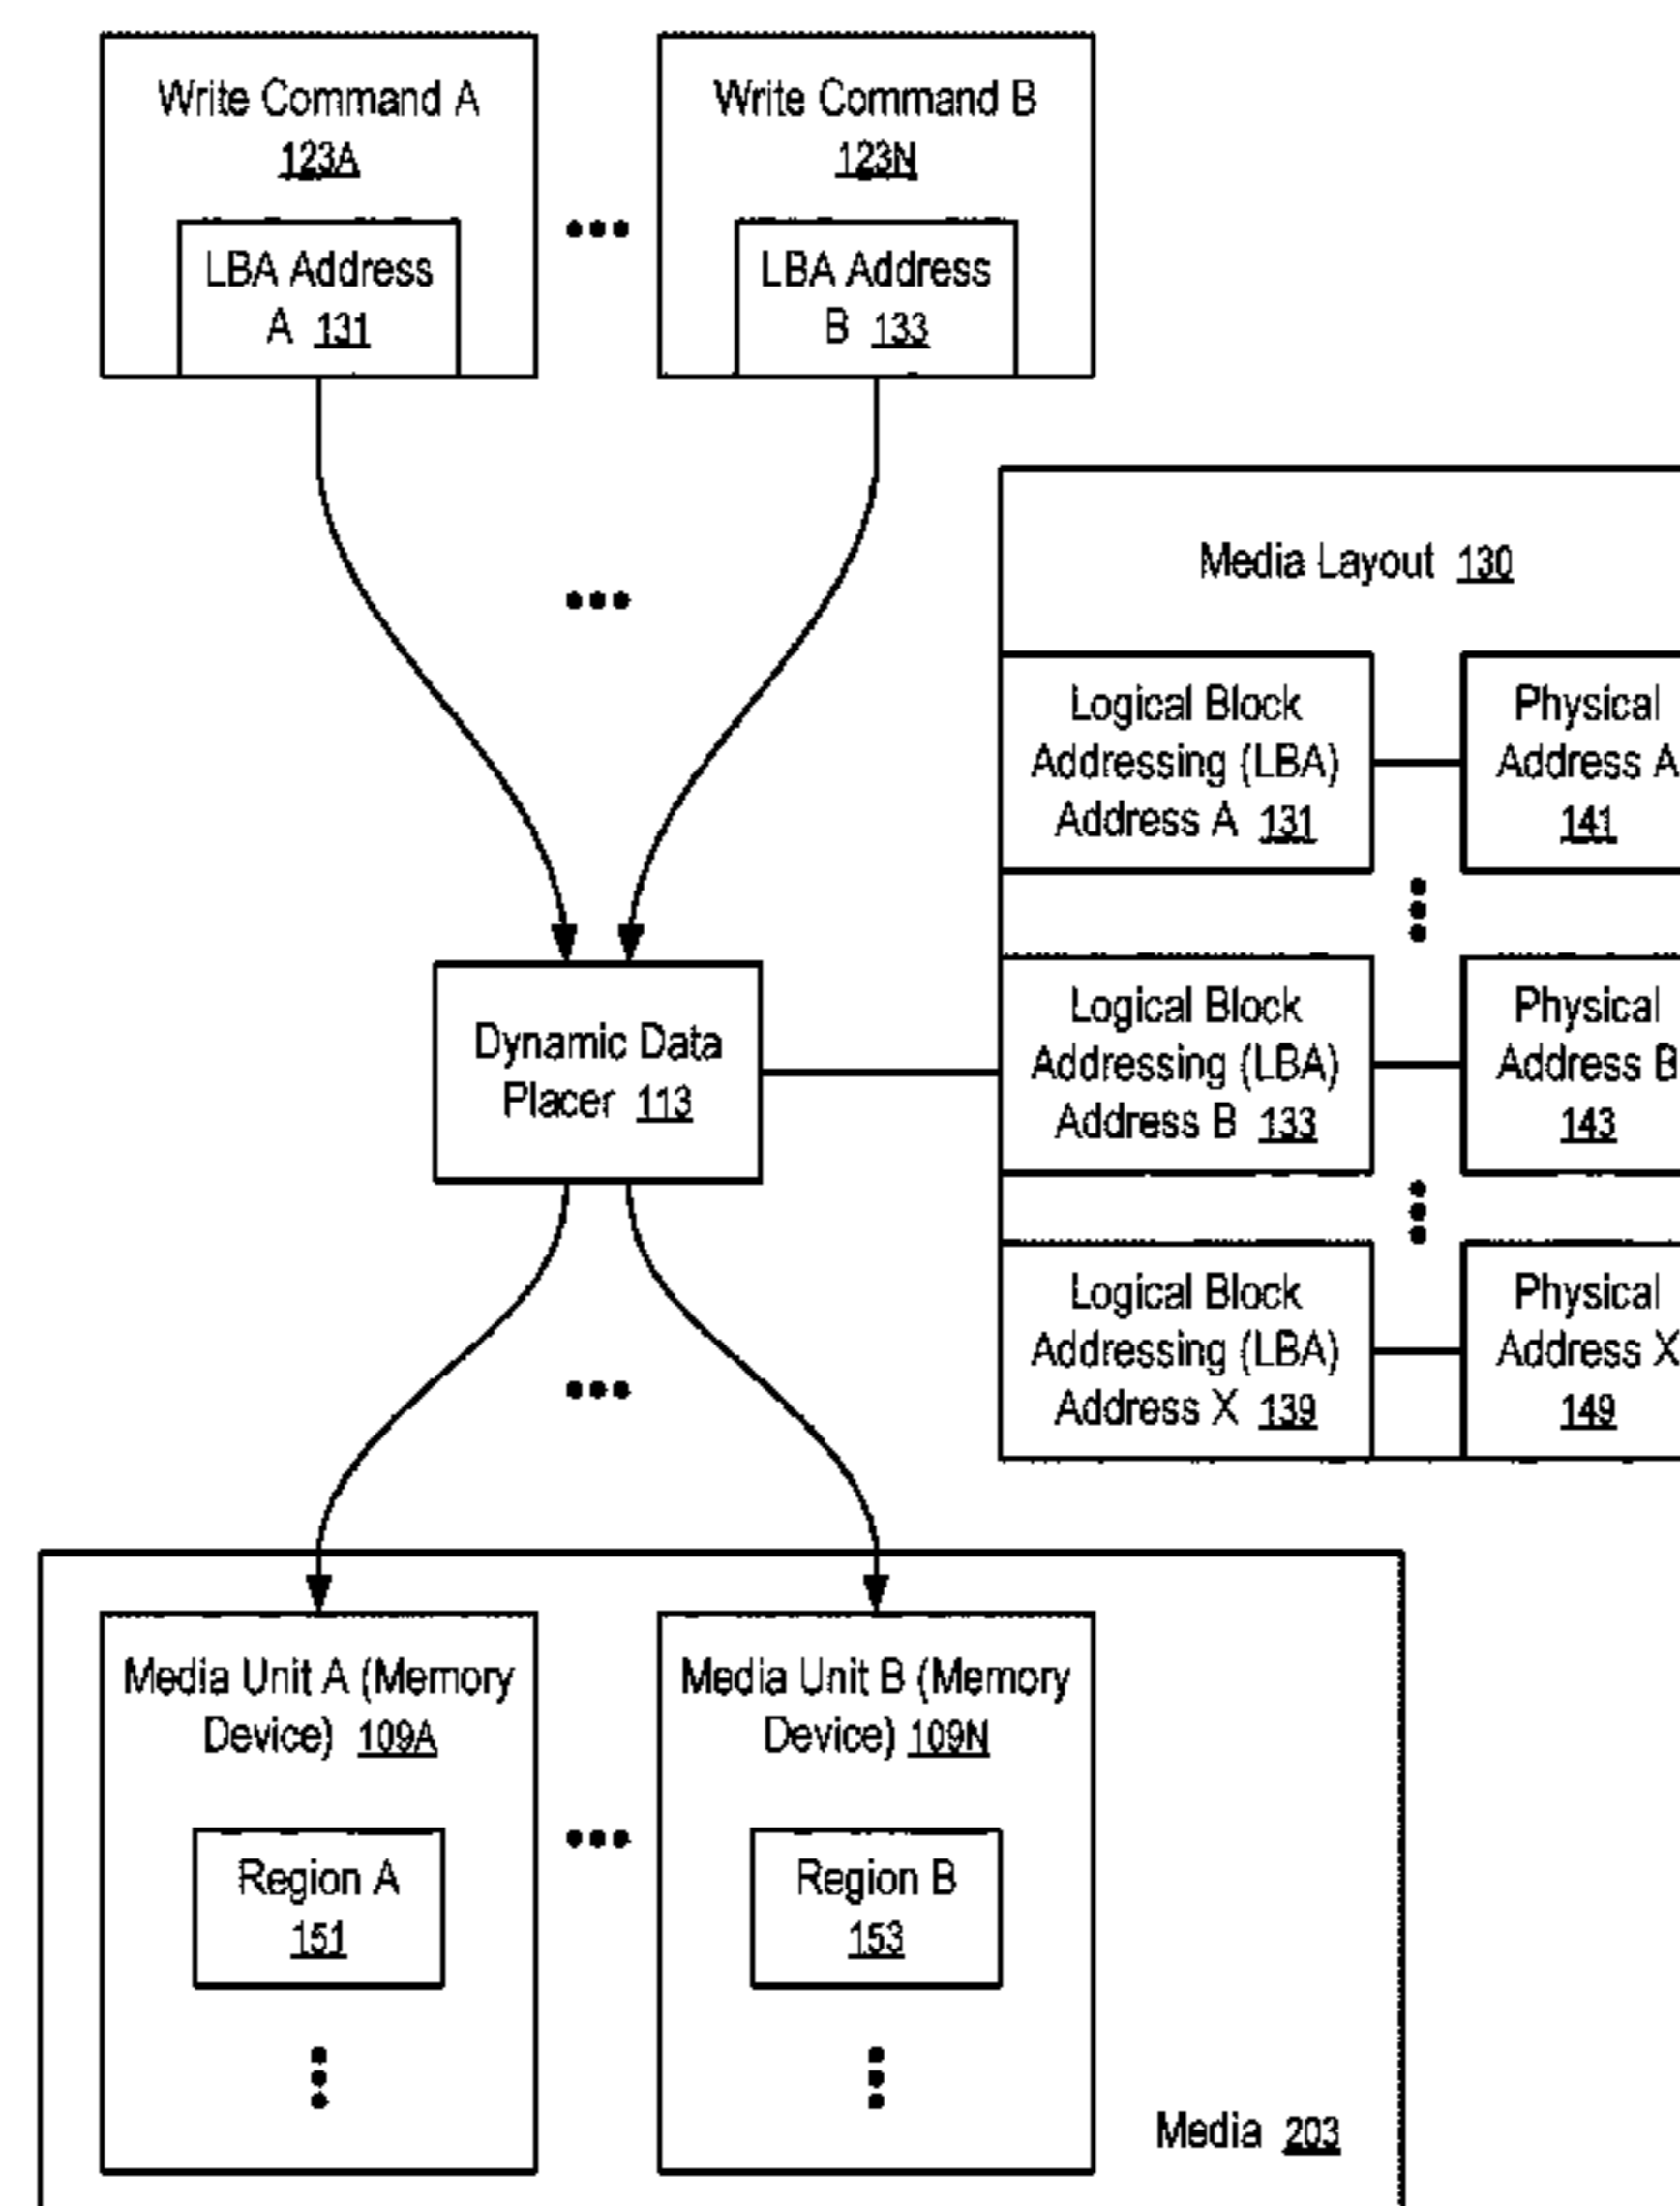 Write Command A
123A
LBA Address
A 131
Write Command B
123N
LBA Address
B 133
Media Layout 130
Logical Block
Addressing (LBA)
Address A 131
Physical
Address A
141
Logical Block
Addressing (LBA)
Address B 133
Physical
Address B
143
Logical Block
Addressing (LBA)
Address X 139
Physical
Address X
149
Dynamic Data
Placer 113
Media Unit A (Memory
Device) 109A
Region A
151
Media Unit B (Memory
Device) 109N
Region B
153
Media 203